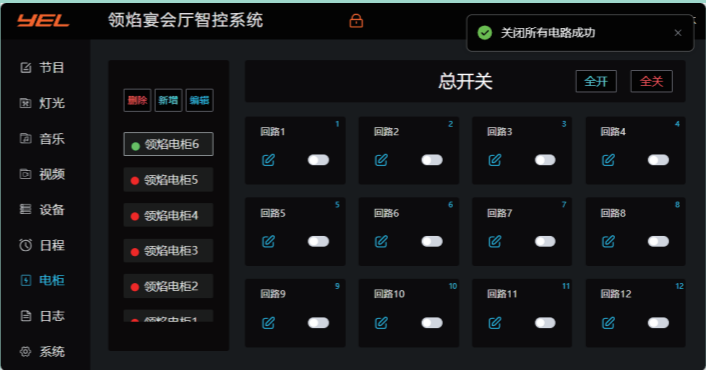 YEL
领焰宴会厅智控系统
关闭所有电路成功
节目
灯光
音乐
视频
设备
日程
电柜
日志
系统
删除 新增 编辑
领焰电柜6
领焰电柜5
领焰电柜4
领焰电柜3
领焰电柜2
领焰电柜1
总开关
全开 全关
回路1 1
回路2 2
回路3 3
回路4 4
回路5 5
回路6 6
回路7 7
回路8 8
回路9 9
回路10 10
回路11 11
回路12 12